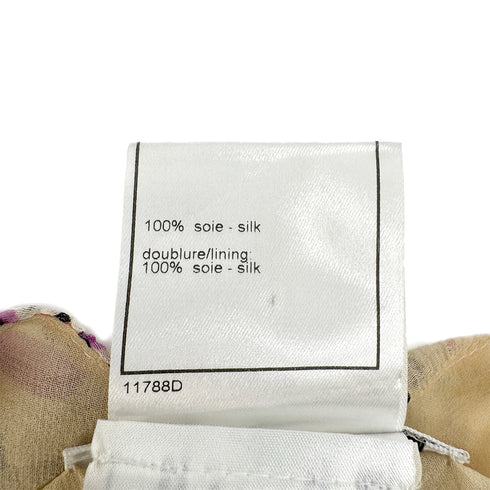 100% soie - silk
doublure/lining:
100% soie - silk
11788D